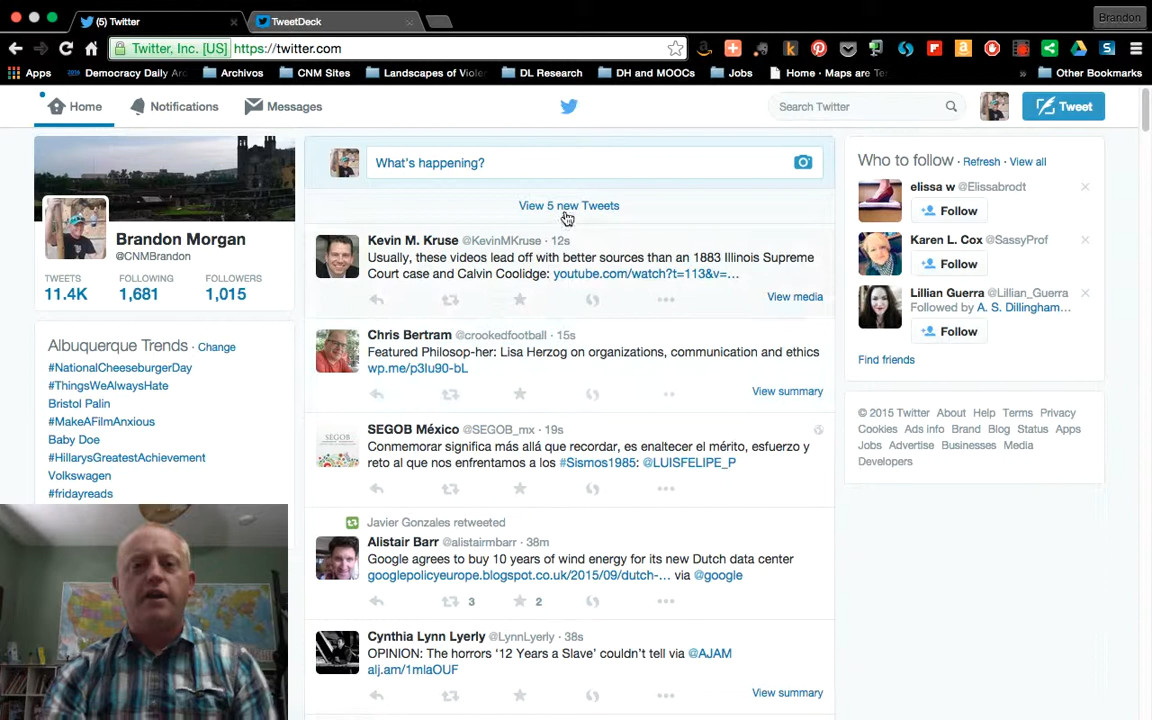 (5) Twitter
TweetDeck
Brandon
Twitter, Inc. [US] https://twitter.com
Apps
Democracy Daily Arc
Archivos
CNM Sites
Landscapes of Violen
DL Research
DH and MOOCs
Jobs
Home · Maps are Ter
»
Other Bookmarks
Home
Notifications
Messages
Search Twitter
Tweet
Brandon Morgan
@CNMBrandon
TWEETS FOLLOWING FOLLOWERS
11.4K 1,681 1,015
Albuquerque Trends · Change
#NationalCheeseburgerDay
#ThingsWeAlwaysHate
Bristol Palin
#MakeAFilmAnxious
Baby Doe
#HillarysGreatestAchievement
Volkswagen
#fridayreads
What's happening?
View 5 new Tweets
Kevin M. Kruse @KevinMKruse · 12s
Usually, these videos lead off with better sources than an 1883 Illinois Supreme
Court case and Calvin Coolidge: youtube.com/watch?t=113&v=...
View media
Chris Bertram @crookedfootball · 15s
Featured Philosop-her: Lisa Herzog on organizations, communication and ethics
wp.me/p3Iu90-bL
View summary
SEGOB México @SEGOB_mx · 19s
Conmemorar significa más allá que recordar, es enaltecer el mérito, esfuerzo y
reto al que nos enfrentamos a los #Sismos1985: @LUISFELIPE_P
Javier Gonzales retweeted
Alistair Barr @alistairmbarr · 38m
Google agrees to buy 10 years of wind energy for its new Dutch data center
googlepolicyeurope.blogspot.co.uk/2015/09/dutch-... via @google
3 2
Cynthia Lynn Lyerly @LynnLyerly · 38s
OPINION: The horrors '12 Years a Slave' couldn't tell via @AJAM
alj.am/1mlaOUF
View summary
Who to follow · Refresh · View all
elissa w @Elissabrodt
Follow
Karen L. Cox @SassyProf
Follow
Lillian Guerra @Lillian_Guerra
Followed by A. S. Dillingham...
Follow
Find friends
© 2015 Twitter About Help Terms Privacy
Cookies Ads info Brand Blog Status Apps
Jobs Advertise Businesses Media
Developers